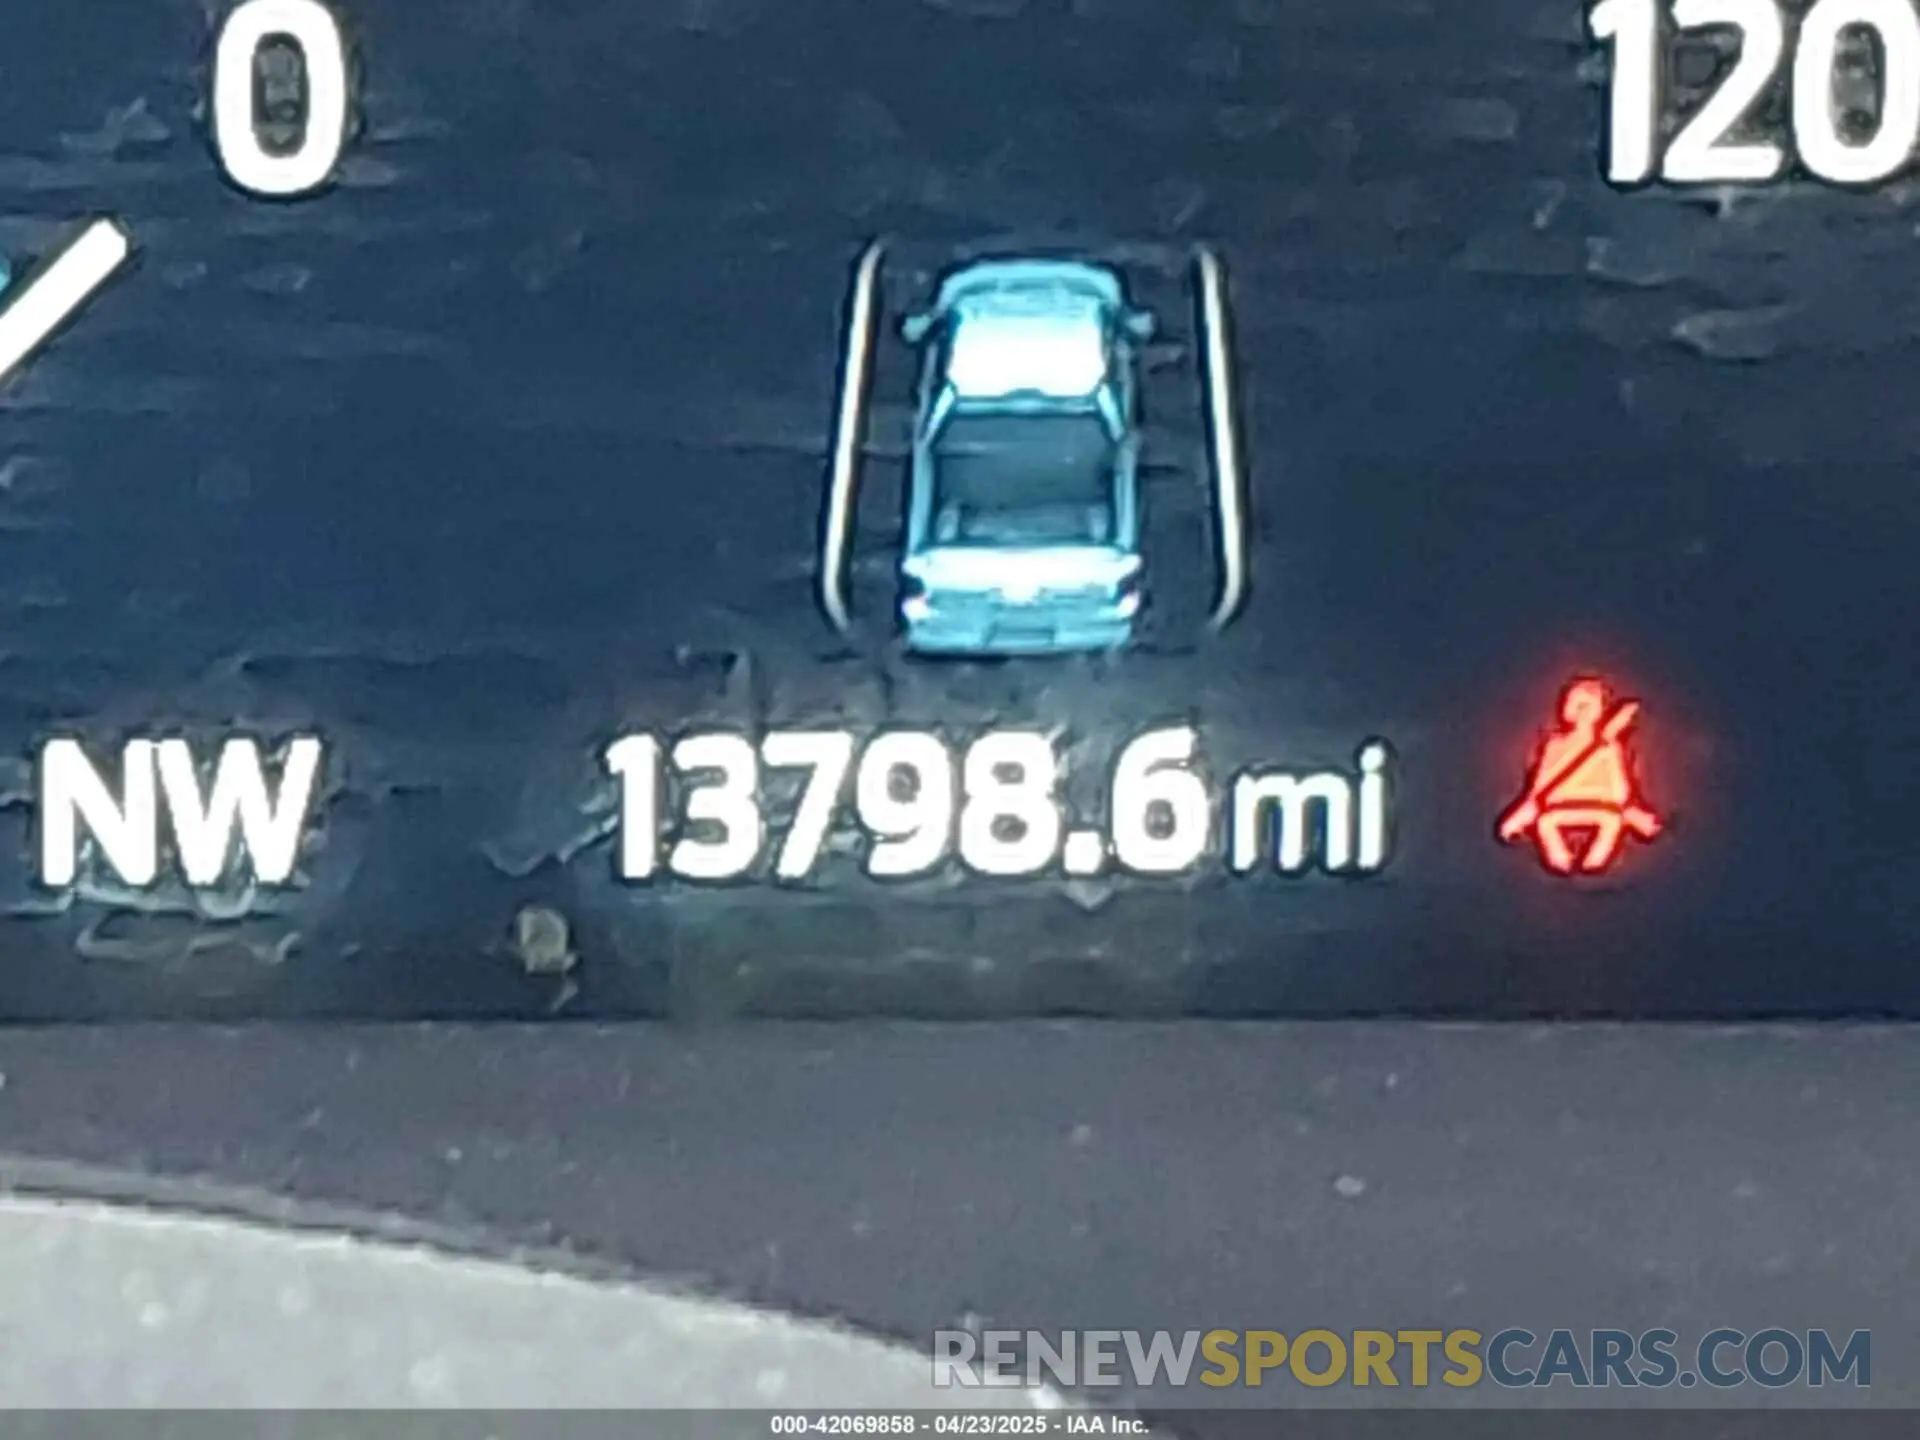 0
120
NW 13798.6 mi
RENEWSPORTSCARS.COM
000-42069858 - 04/23/2025 - IAA Inc.